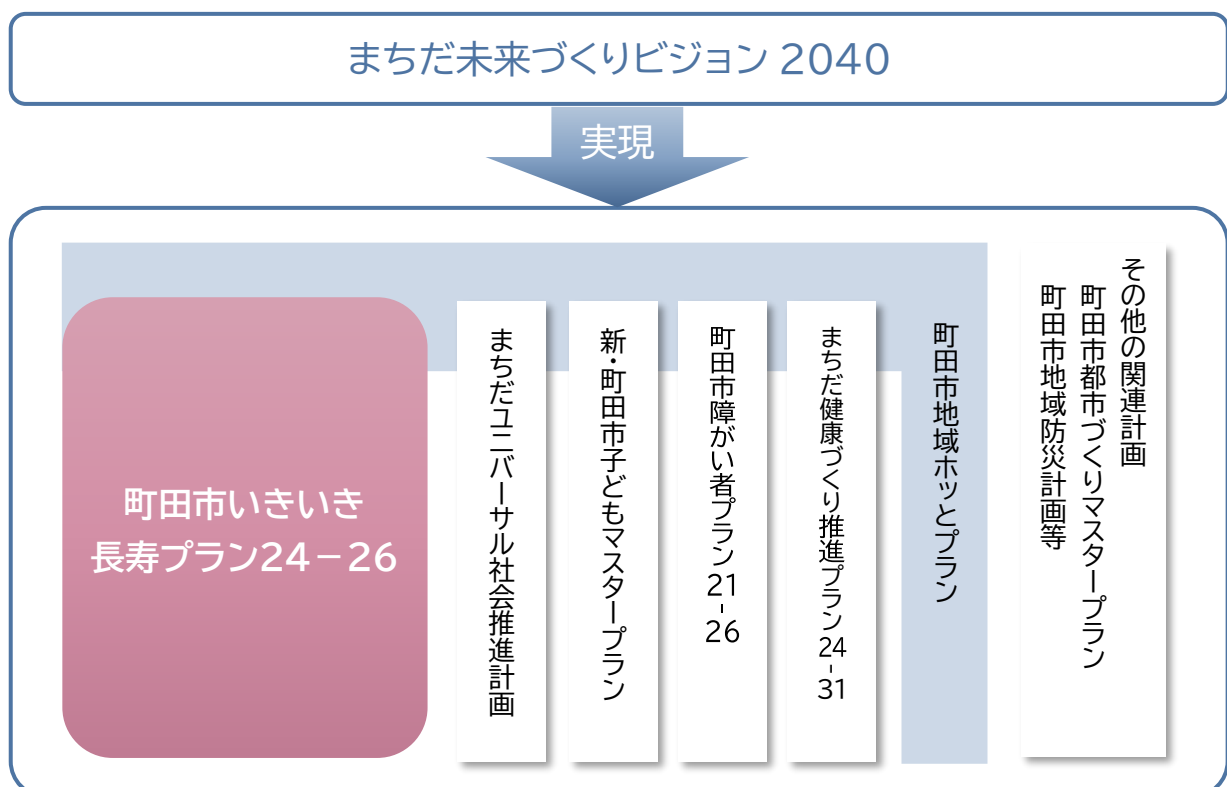 まちだ未来づくりビジョン 2040
実現
町田市いきいき
長寿プラン24－26
まちだユニバーサル社会推進計画
新・町田市子どもマスタープラン
町田市障がい者プラン21-26
まちだ健康づくり推進プラン24-31
町田市地域ホッとプラン
その他の関連計画
町田市都市づくりマスタープラン
町田市地域防災計画等